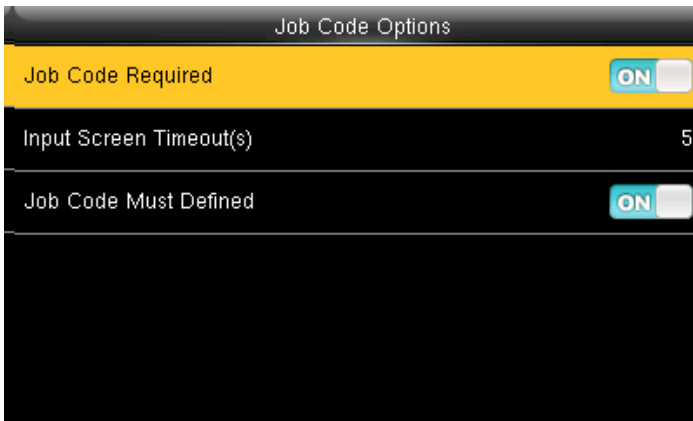 Job Code Options
Job Code Required ON
Input Screen Timeout(s) 5
Job Code Must Defined ON